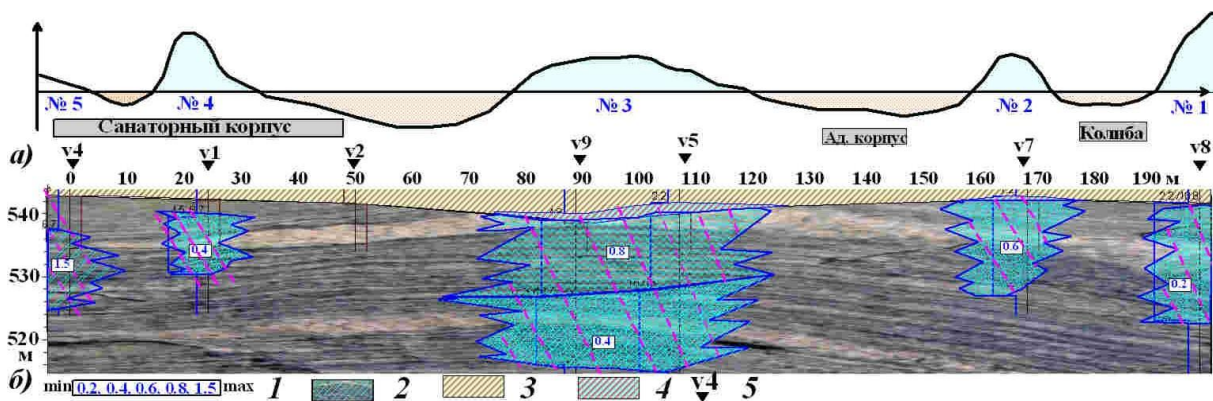 № 5 № 4 № 3 № 2 № 1
Санаторный корпус Ад. корпус Колиба
а) v4 v1 v2 v9 v5 v7 v8
0 10 20 30 40 50 60 70 80 90 100 110 120 130 140 150 160 170 180 190 м
540
530
520
м
1.5 0.4 0.8 0.6 0.2
0.4
б) min 0.2, 0.4, 0.6, 0.8, 1.5 max 1 2 3 4 v4 5